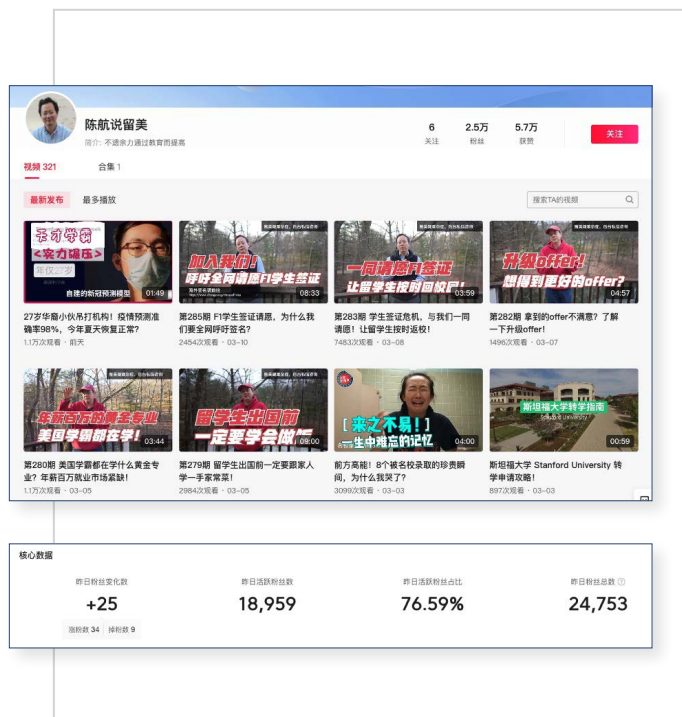 陈航说留美
简介: 不遗余力通过教育而提高
6 2.5万 5.7万
关注 粉丝 获赞
关注
视频 321 合集 1
最新发布 最多播放
搜索TA的视频
天才学霸
<实力碾压>
年仅27岁
自建的新冠预测模型 01:49
加入我们!
呼吁全网请愿F1学生签证
08:33
一同请愿F1签证
让留学生按时回校园!
03:59
升级offer!
想得到更好的offer?
04:57
27岁华裔小伙吊打机构! 疫情预测准
确率98%, 今年夏天恢复正常?
1.1万次观看 · 前天
第285期 F1学生签证请愿, 为什么我
们要全网呼吁签名?
2454次观看 · 03-10
第283期 学生签证危机, 与我们一同
请愿! 让留学生按时返校!
7483次观看 · 03-08
第282期 拿到的offer不满意? 了解
一下升级offer!
1496次观看 · 03-07
年薪百万的黄金专业
美国学霸都在学!
03:44
留学生出国前
一定要学会做饭
09:00
[来之不易!]
一生中难忘的记忆
04:00
斯坦福大学转学指南
Stanford University
00:59
第280期 美国学霸都在学什么黄金专
业? 年薪百万就业市场紧缺!
1.1万次观看 · 03-05
第279期 留学生出国前一定要跟家人
学一手家常菜!
2984次观看 · 03-05
前方高能! 8个被名校录取的珍贵瞬
间, 为什么我哭了?
3099次观看 · 03-03
斯坦福大学 Stanford University 转
学申请攻略!
897次观看 · 03-03
核心数据
昨日粉丝变化数 昨日活跃粉丝数 昨日活跃粉丝占比 昨日粉丝总数
+25 18,959 76.59% 24,753
涨粉数 34 掉粉数 9